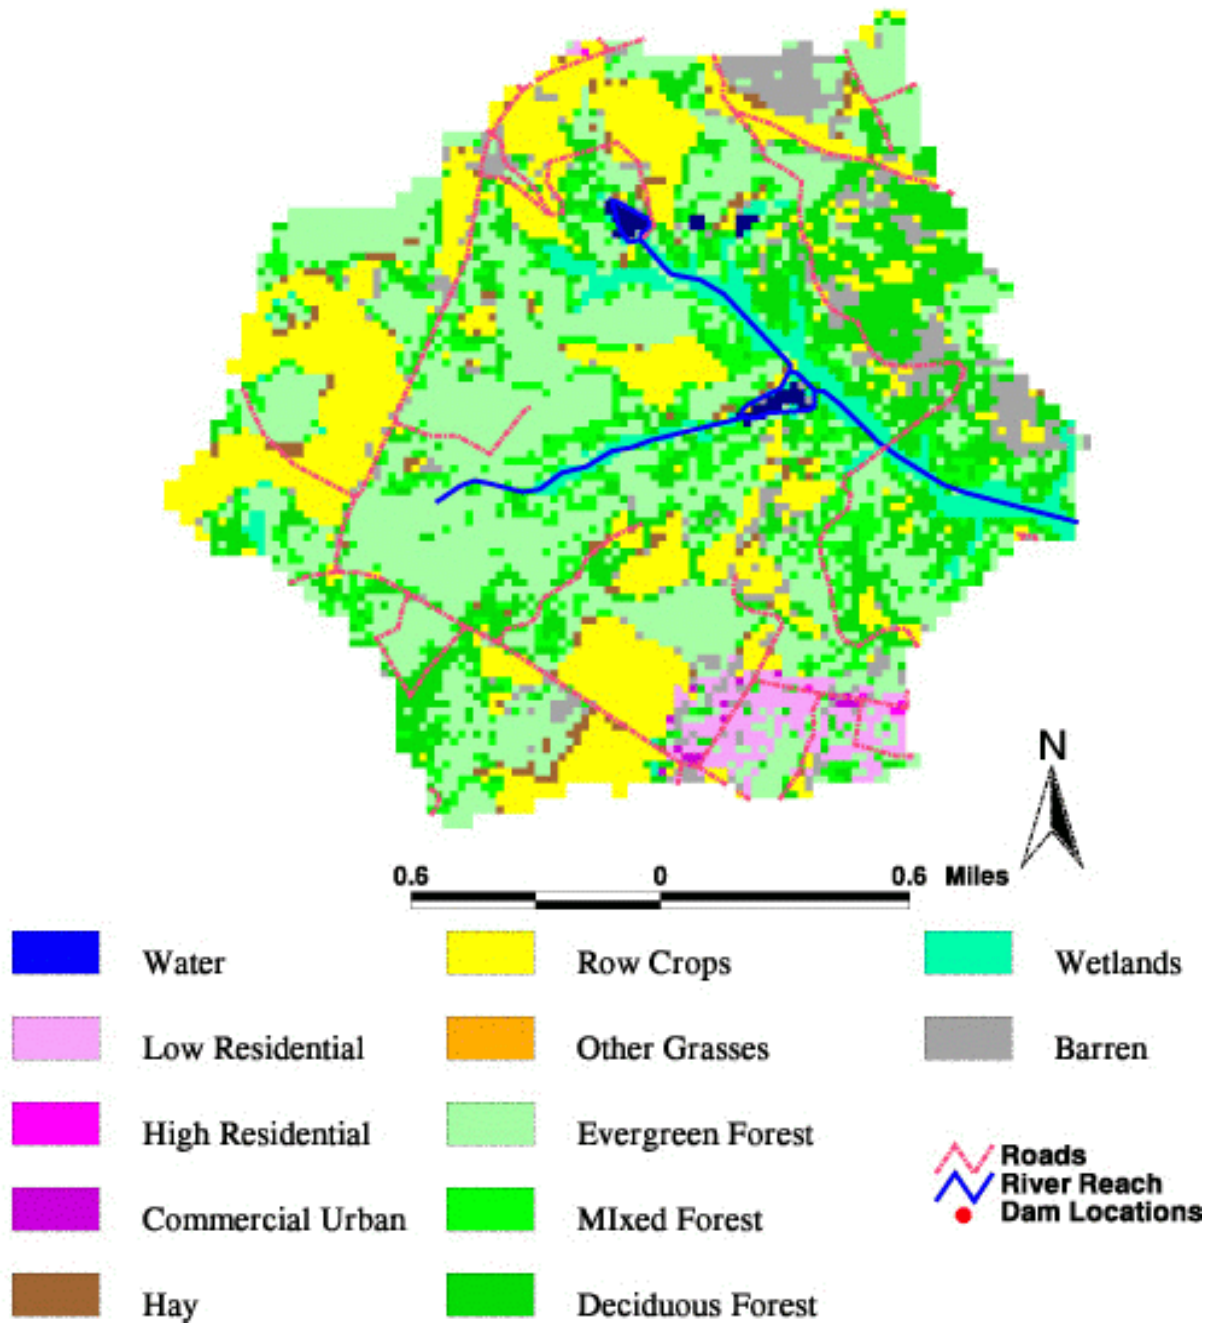 N
0.6 0 0.6 Miles
Water
Row Crops
Wetlands
Low Residential
Other Grasses
Barren
High Residential
Evergreen Forest
Roads
River Reach
Dam Locations
Commercial Urban
MIxed Forest
Hay
Deciduous Forest